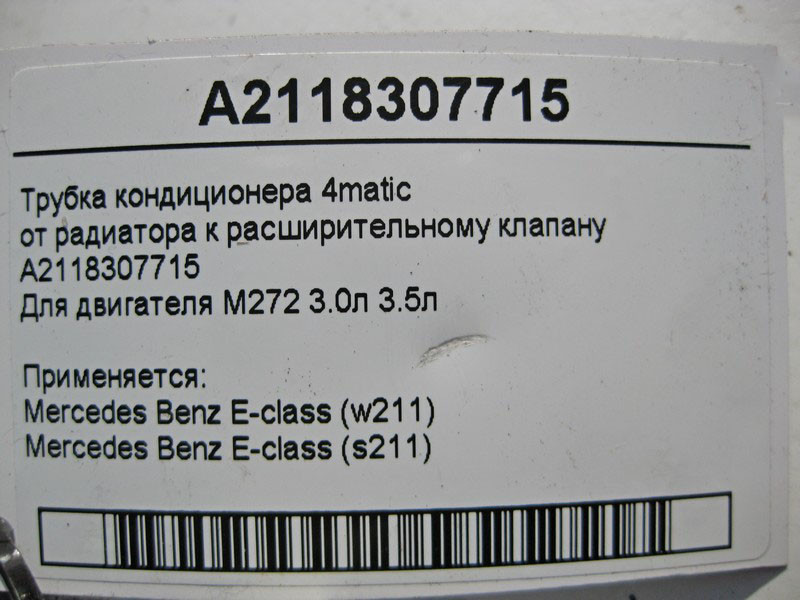 A2118307715
Трубка кондиционера 4matic
от радиатора к расширительному клапану
A2118307715
Для двигателя М272 3.0л 3.5л
Применяется:
Mercedes Benz E-class (w211)
Mercedes Benz E-class (s211)